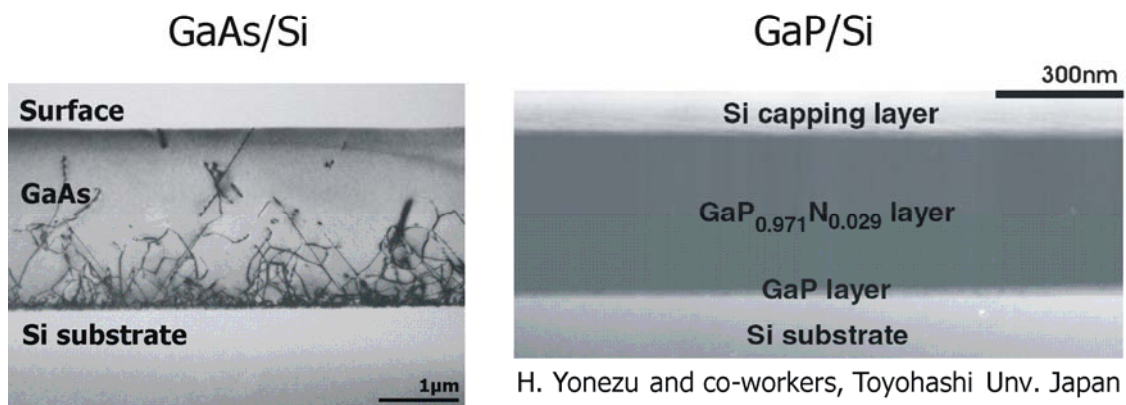 GaAs/Si
Surface
GaAs
Si substrate
1μm
GaP/Si
300nm
Si capping layer
GaP0.971N0.029 layer
GaP layer
Si substrate
H. Yonezu and co-workers, Toyohashi Unv. Japan